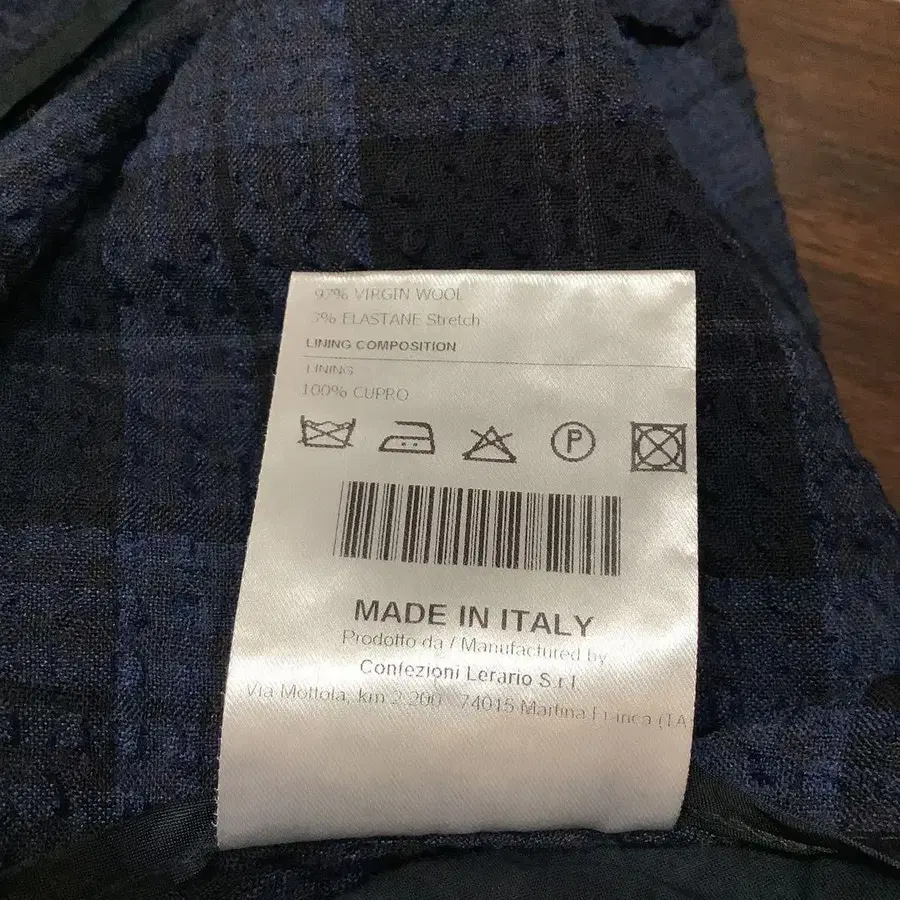 97% VIRGIN WOOL
3% ELASTANE Stretch
LINING COMPOSITION
LINING
100% CUPRO
P
MADE IN ITALY
Prodotto da / Manufactured by
Confezioni Lerario S.r.l.
Via Mottola, km 2.200 74015 Martina Franca (TA